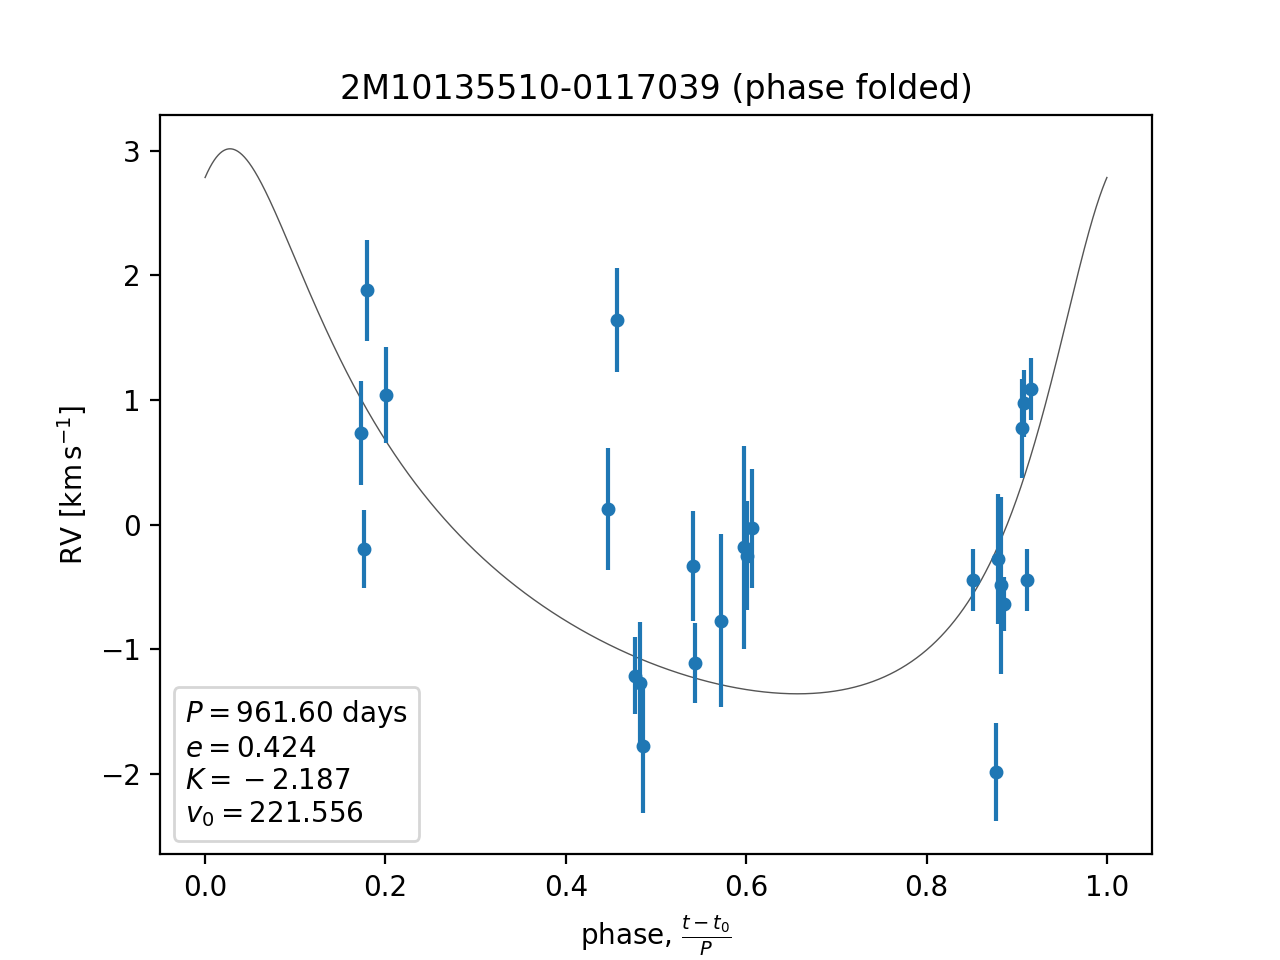 2M10135510-0117039 (phase folded)
3
2
1
0
−1
−2
RV [km s⁻¹]
P = 961.60 days
e = 0.424
K = −2.187
v₀ = 221.556
0.0 0.2 0.4 0.6 0.8 1.0
phase, (t − t₀)/P